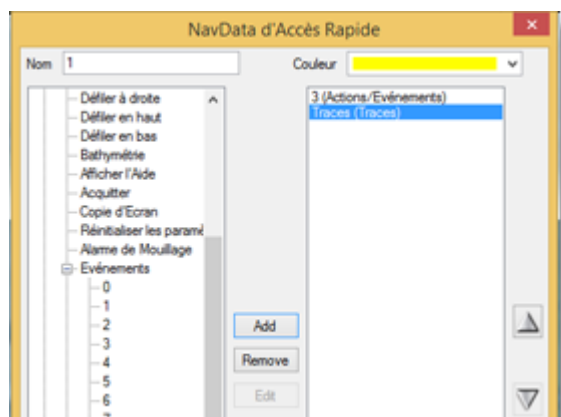 NavData d'Accès Rapide
Nom 1 Couleur
Défiler à droite
Défiler en haut
Défiler en bas
Bathymétrie
Afficher l'Aide
Acquitter
Copie d'Ecran
Réinitialiser les paramè
Alarme de Mouillage
Evénements
0
1
2
3
4
5
6
3 (Actions/Evénements)
Traces (Traces)
Add
Remove
Edit